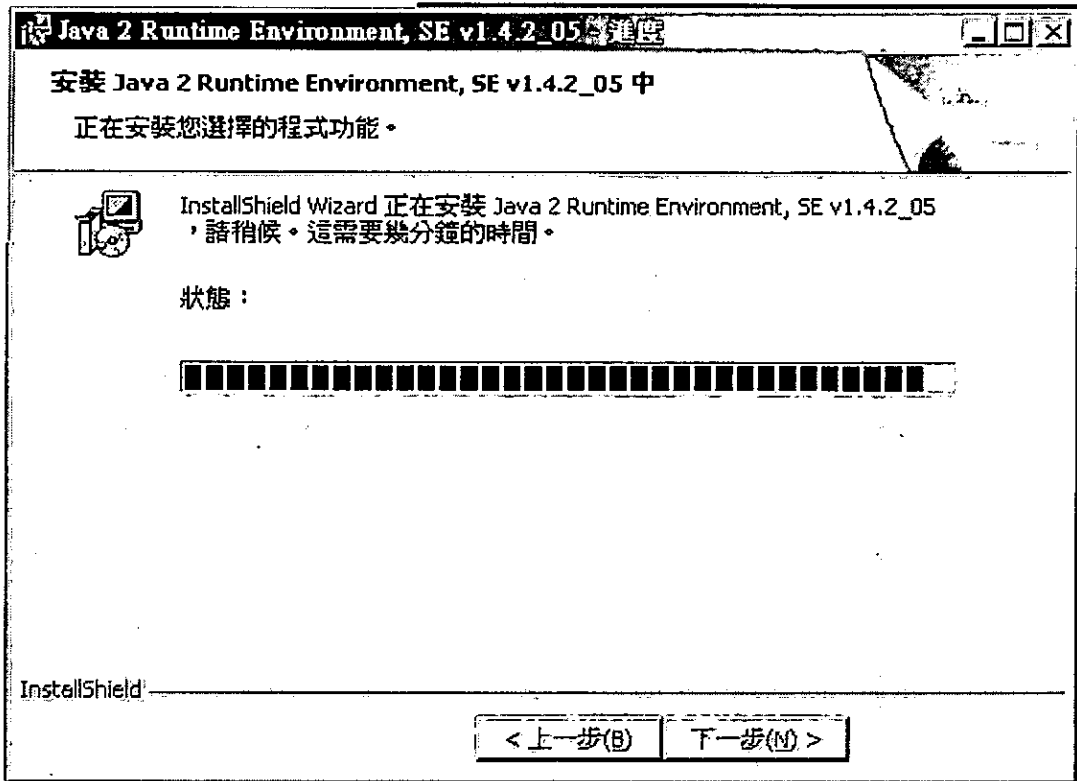 Java 2 Runtime Environment, SE v1.4.2_05 進度
安裝 Java 2 Runtime Environment, SE v1.4.2_05 中
正在安裝您選擇的程式功能。
InstallShield Wizard 正在安裝 Java 2 Runtime Environment, SE v1.4.2_05
，請稍候。這需要幾分鐘的時間。
狀態：
InstallShield
< 上一步(B)
下一步(N) >